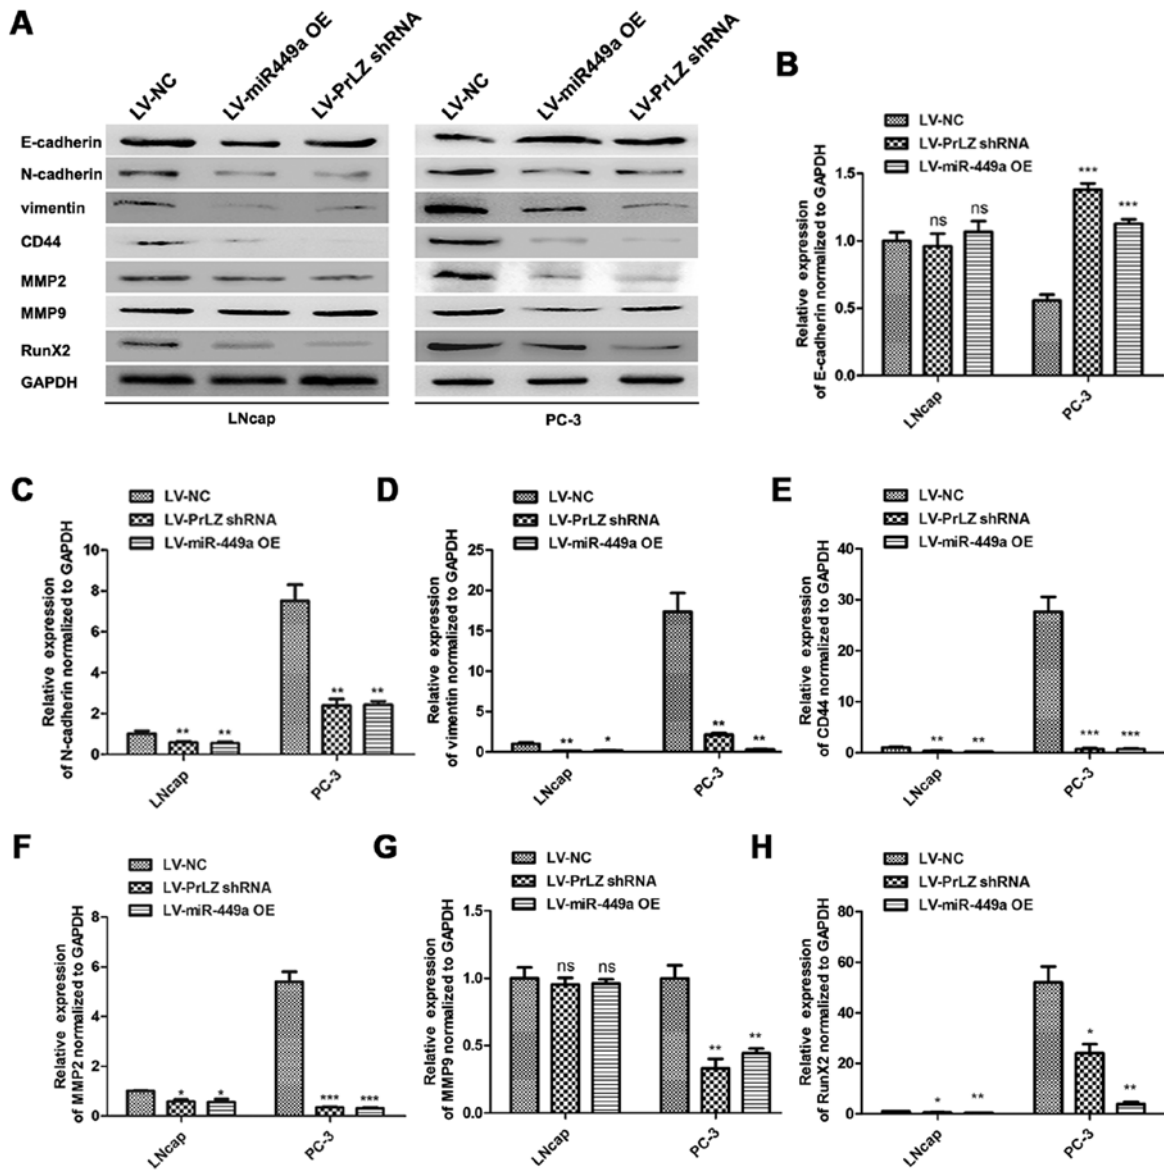 A
LV-NC
LV-miR449a OE
LV-PrLZ shRNA
LV-NC
LV-miR449a OE
LV-PrLZ shRNA
E-cadherin
N-cadherin
vimentin
CD44
MMP2
MMP9
RunX2
GAPDH
LNcap
PC-3
B
LV-NC
LV-PrLZ shRNA
LV-miR-449a OE
Relative expression
of E-cadherin normalized to GAPDH
1.5
1.0
0.5
0.0
ns
ns
***
***
LNcap
PC-3
C
LV-NC
LV-PrLZ shRNA
LV-miR-449a OE
Relative expression
of N-cadherin normalized to GAPDH
10
8
6
4
2
0
**
**
**
**
LNcap
PC-3
D
LV-NC
LV-PrLZ shRNA
LV-miR-449a OE
Relative expression
of vimentin normalized to GAPDH
25
20
15
10
5
0
**
*
**
**
LNcap
PC-3
E
LV-NC
LV-PrLZ shRNA
LV-miR-449a OE
Relative expression
of CD44 normalized to GAPDH
40
30
20
10
0
**
**
***
***
LNcap
PC-3
F
LV-NC
LV-PrLZ shRNA
LV-miR-449a OE
Relative expression
of MMP2 normalized to GAPDH
8
6
4
2
0
*
*
***
***
LNcap
PC-3
G
LV-NC
LV-PrLZ shRNA
LV-miR-449a OE
Relative expression
of MMP9 normalized to GAPDH
1.5
1.0
0.5
0.0
ns
ns
**
**
LNcap
PC-3
H
LV-NC
LV-PrLZ shRNA
LV-miR-449a OE
Relative expression
of RunX2 normalized to GAPDH
80
60
40
20
0
*
**
*
**
LNcap
PC-3